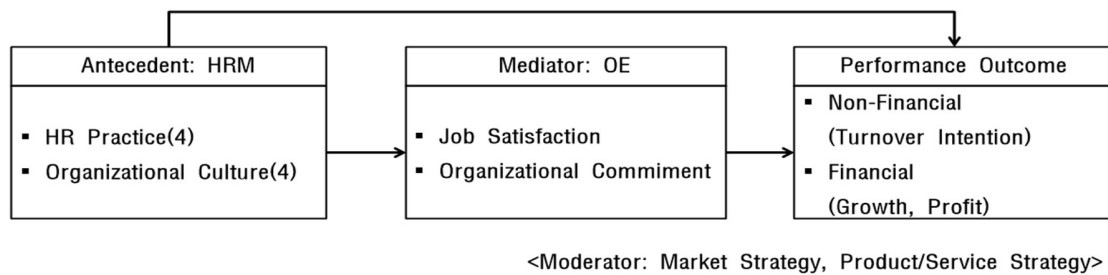 Antecedent: HRM
▪ HR Practice(4)
▪ Organizational Culture(4)
Mediator: OE
▪ Job Satisfaction
▪ Organizational Commiment
Performance Outcome
▪ Non-Financial
(Turnover Intention)
▪ Financial
(Growth, Profit)
<Moderator: Market Strategy, Product/Service Strategy>